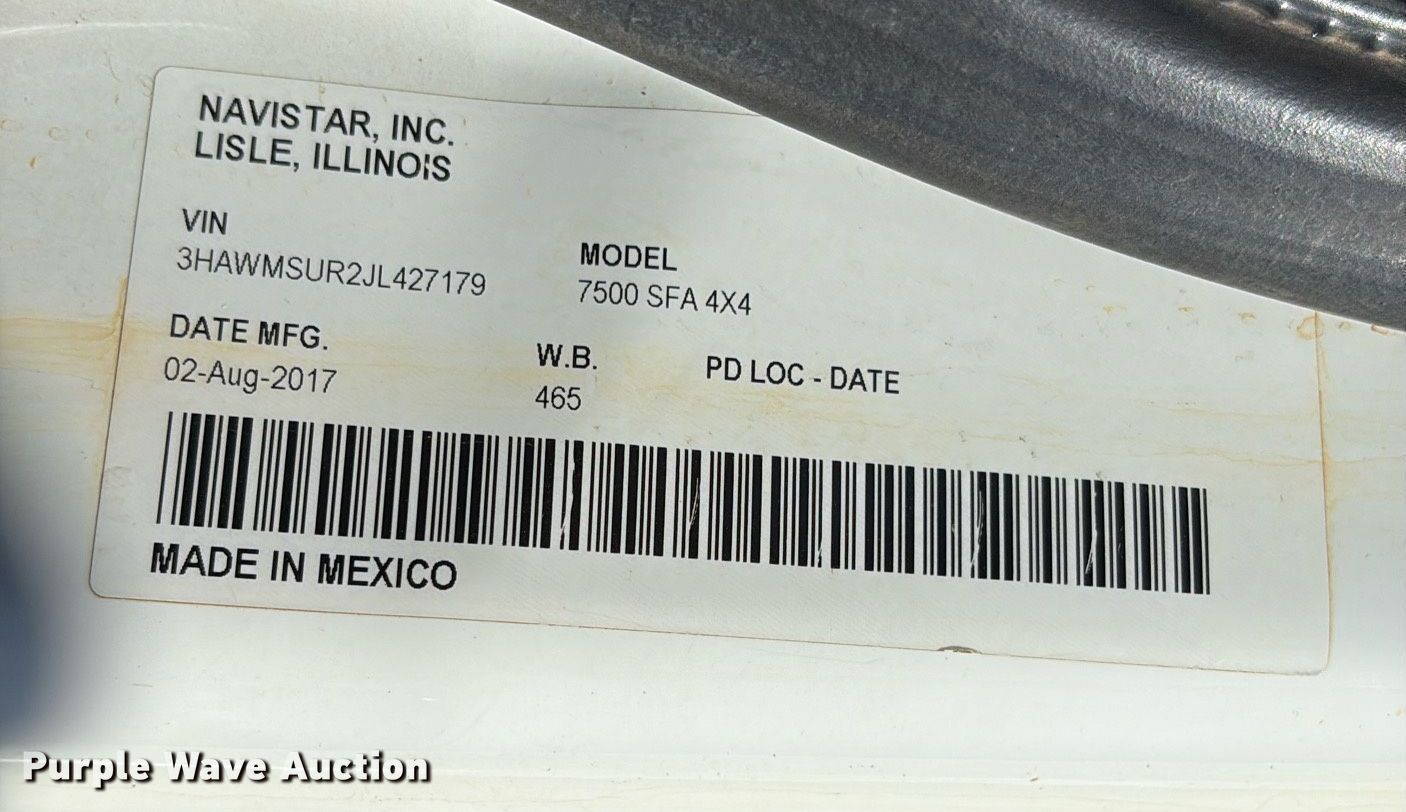 NAVISTAR, INC.
LISLE, ILLINOIS
VIN
3HAWMSUR2JL427179
MODEL
7500 SFA 4X4
DATE MFG.
02-Aug-2017
W.B.
465
PD LOC - DATE
MADE IN MEXICO
Purple Wave Auction